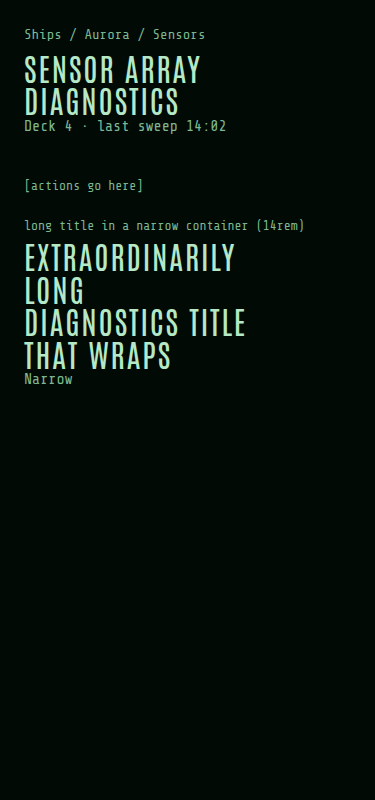 Ships / Aurora / Sensors
SENSOR ARRAY
DIAGNOSTICS
Deck 4 · last sweep 14:02
[actions go here]
long title in a narrow container (14rem)
EXTRAORDINARILY
LONG
DIAGNOSTICS TITLE
THAT WRAPS
Narrow